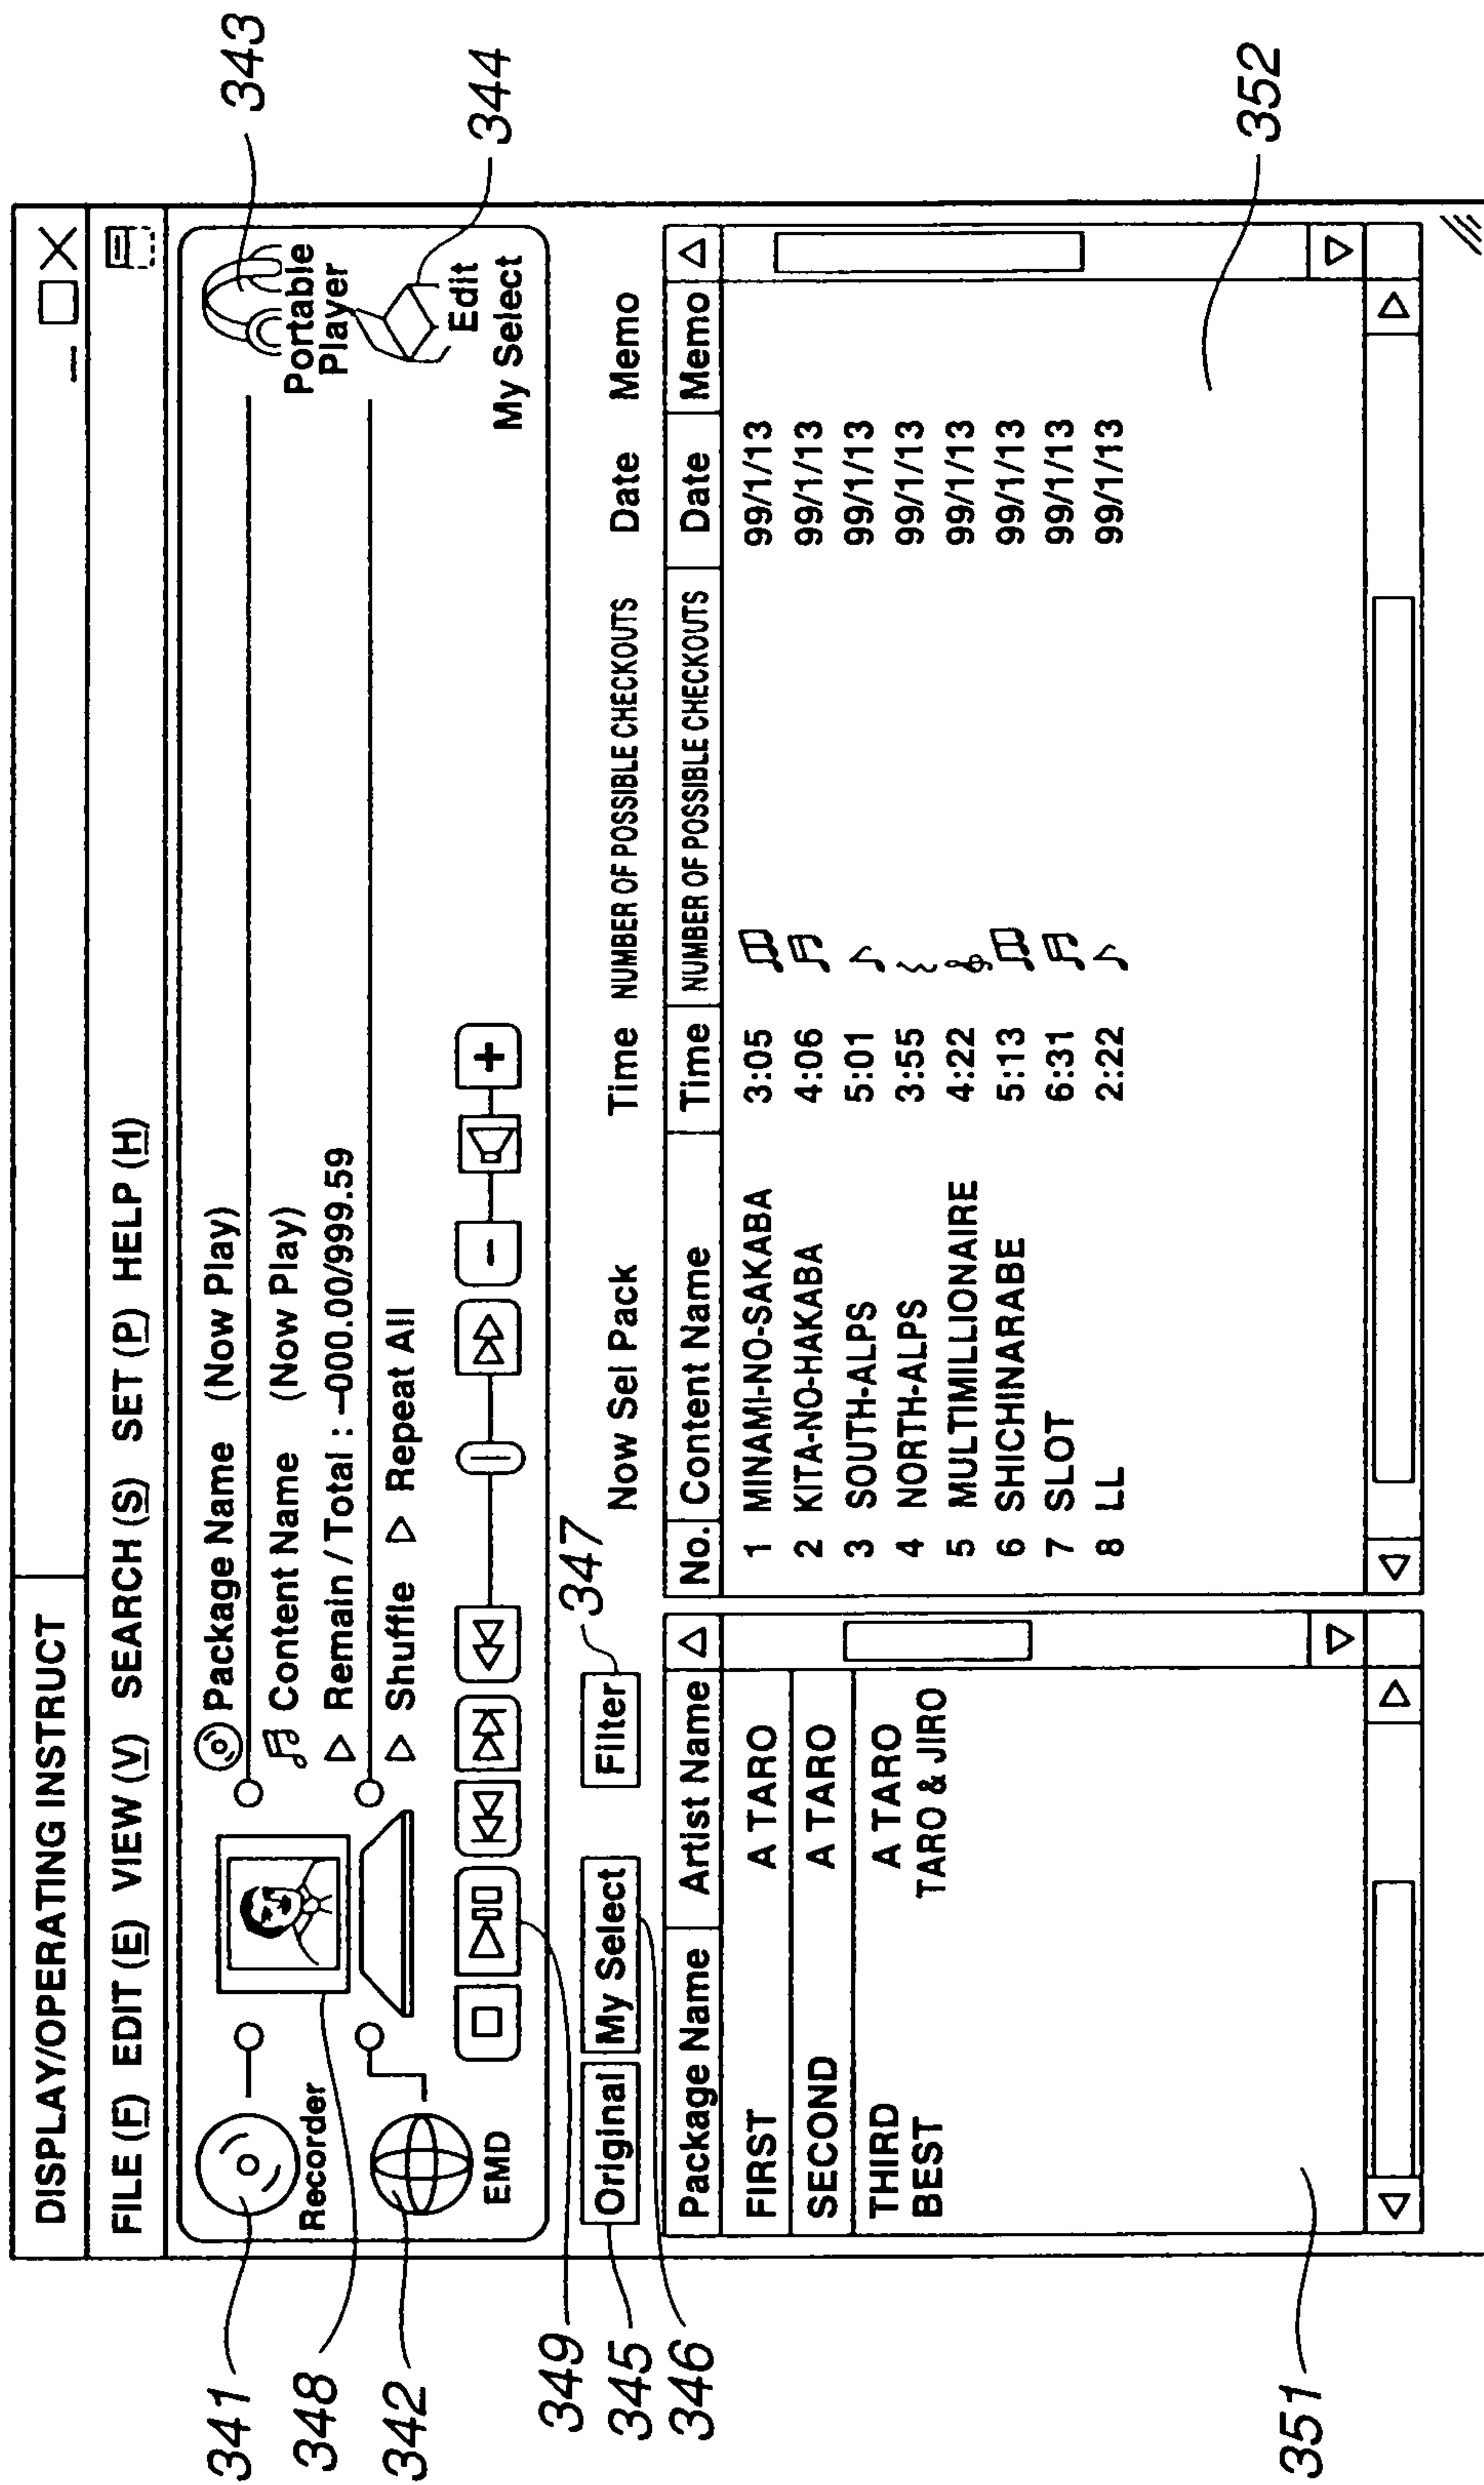 DISPLAY/OPERATING INSTRUCT
FILE (F) EDIT (E) VIEW (V) SEARCH (S) SET (P) HELP (H)
341
Recorder
348
342
EMD
Package Name (Now Play)
Content Name (Now Play)
Remain / Total : –000.00/999.59
Shuffle Repeat All
343
Portable
Player
344
Edit
My Select
349
345
346
Original My Select Filter 347
Now Sel Pack Time NUMBER OF POSSIBLE CHECKOUTS Date Memo
Package Name Artist Name
FIRST A TARO
SECOND A TARO
THIRD A TARO
BEST TARO & JIRO
351
No. Content Name Time NUMBER OF POSSIBLE CHECKOUTS Date Memo
1 MINAMI-NO-SAKABA 3:05 99/1/13
2 KITA-NO-HAKABA 4:06 99/1/13
3 SOUTH-ALPS 5:01 99/1/13
4 NORTH-ALPS 3:55 99/1/13
5 MULTIMILLIONAIRE 4:22 99/1/13
6 SHICHINARABE 5:13 99/1/13
7 SLOT 6:31 99/1/13
8 LL 2:22 99/1/13
352